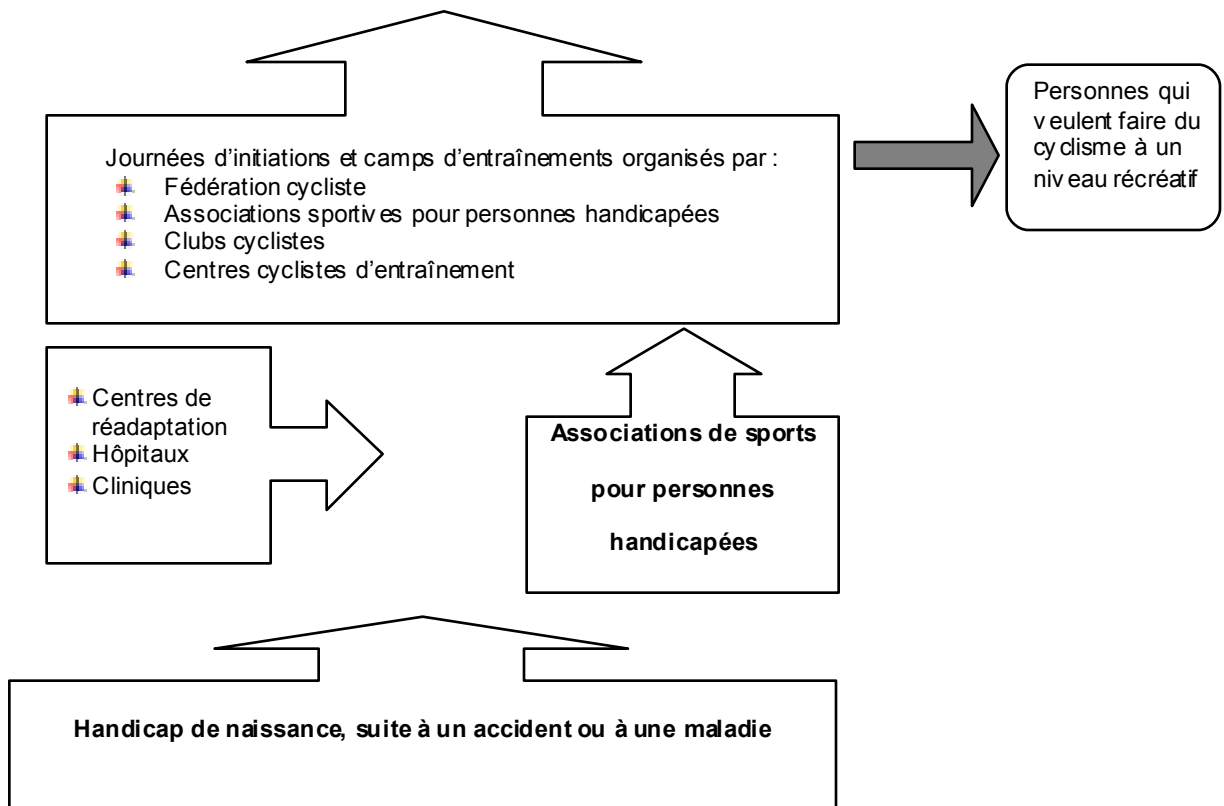 Personnes qui
veulent faire du
cyclisme à un
niveau récréatif
Journées d'initiations et camps d'entraînements organisés par :
Fédération cycliste
Associations sportives pour personnes handicapées
Clubs cyclistes
Centres cyclistes d'entraînement
Centres de
réadaptation
Hôpitaux
Cliniques
Associations de sports
pour personnes
handicapées
Handicap de naissance, suite à un accident ou à une maladie